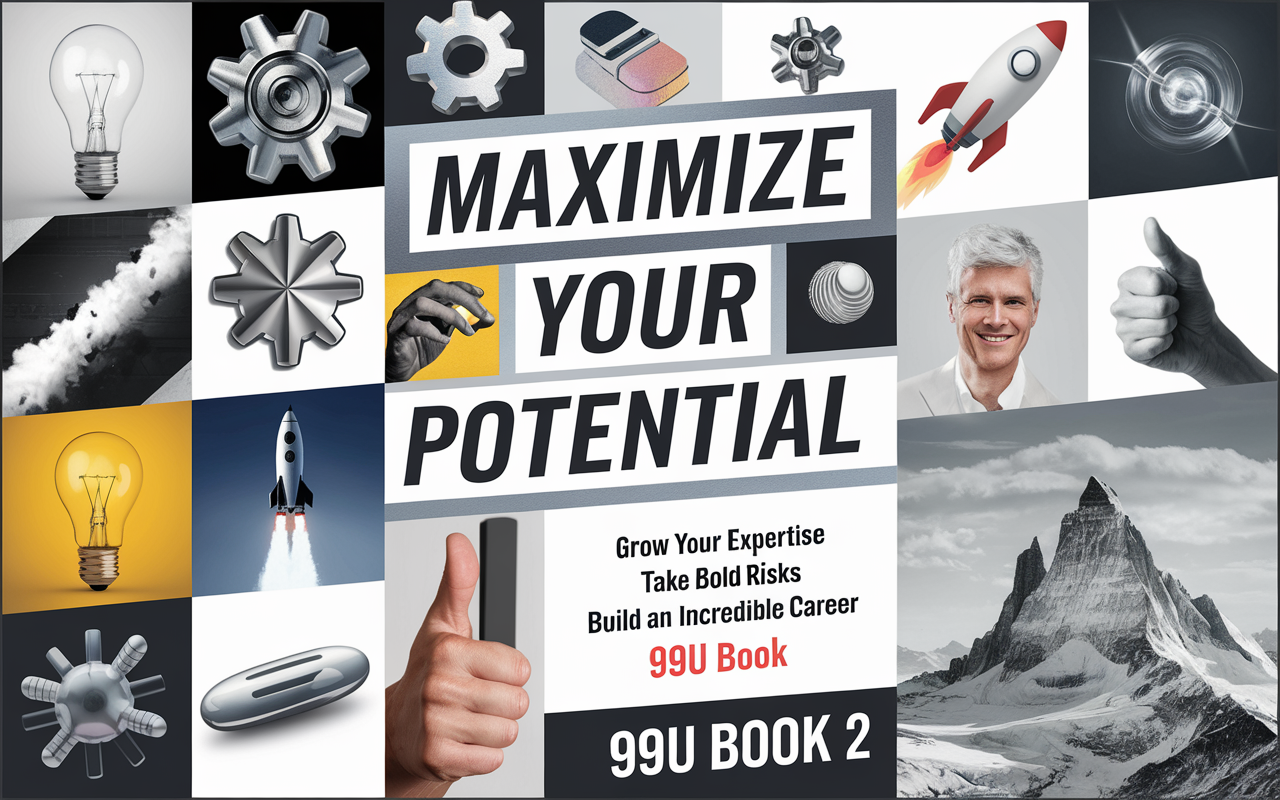 MAXIMIZE
YOUR
POTENTIAL
Grow Your Expertise
Take Bold Risks
Build an Incredible Career
99U Book
99U BOOK 2